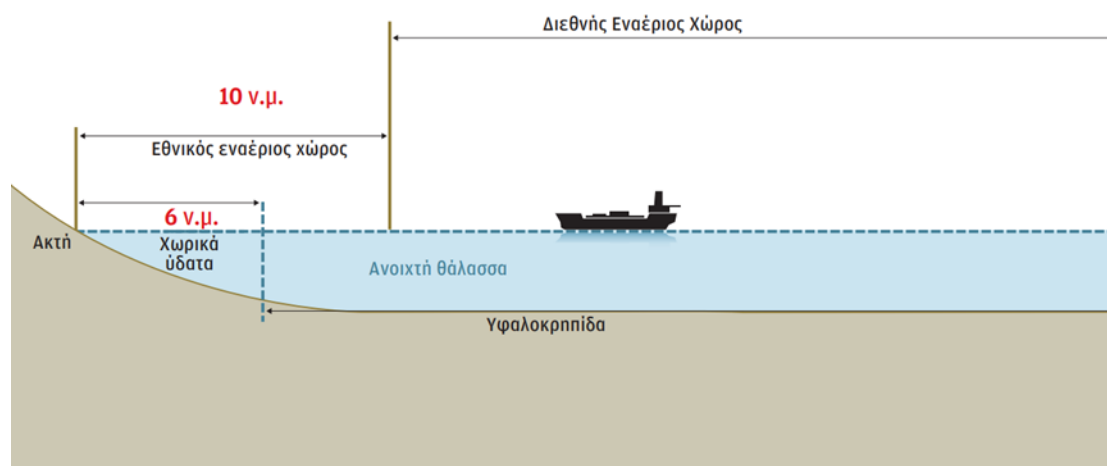 Διεθνής Εναέριος Χώρος
10 ν.μ.
Εθνικός εναέριος χώρος
6 ν.μ.
Ακτή
Χωρικά
ύδατα
Ανοιχτή θάλασσα
Υφαλοκρηπίδα